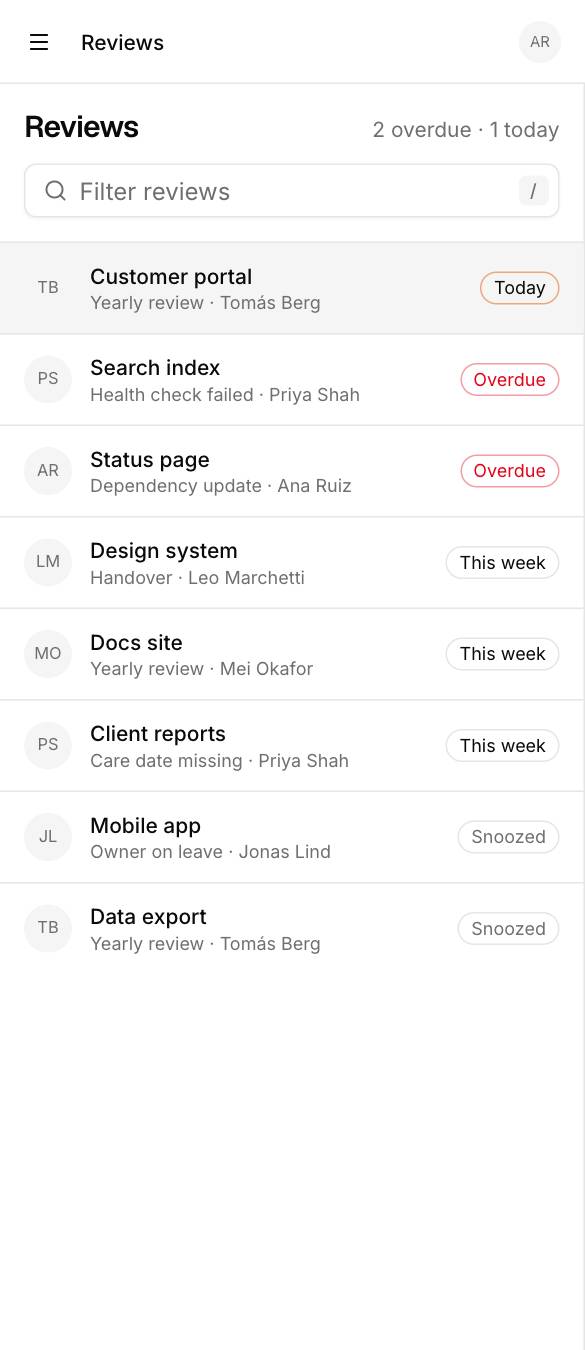 Reviews
AR
Reviews
2 overdue · 1 today
Filter reviews
/
TB
Customer portal
Yearly review · Tomás Berg
Today
PS
Search index
Health check failed · Priya Shah
Overdue
AR
Status page
Dependency update · Ana Ruiz
Overdue
LM
Design system
Handover · Leo Marchetti
This week
MO
Docs site
Yearly review · Mei Okafor
This week
PS
Client reports
Care date missing · Priya Shah
This week
JL
Mobile app
Owner on leave · Jonas Lind
Snoozed
TB
Data export
Yearly review · Tomás Berg
Snoozed